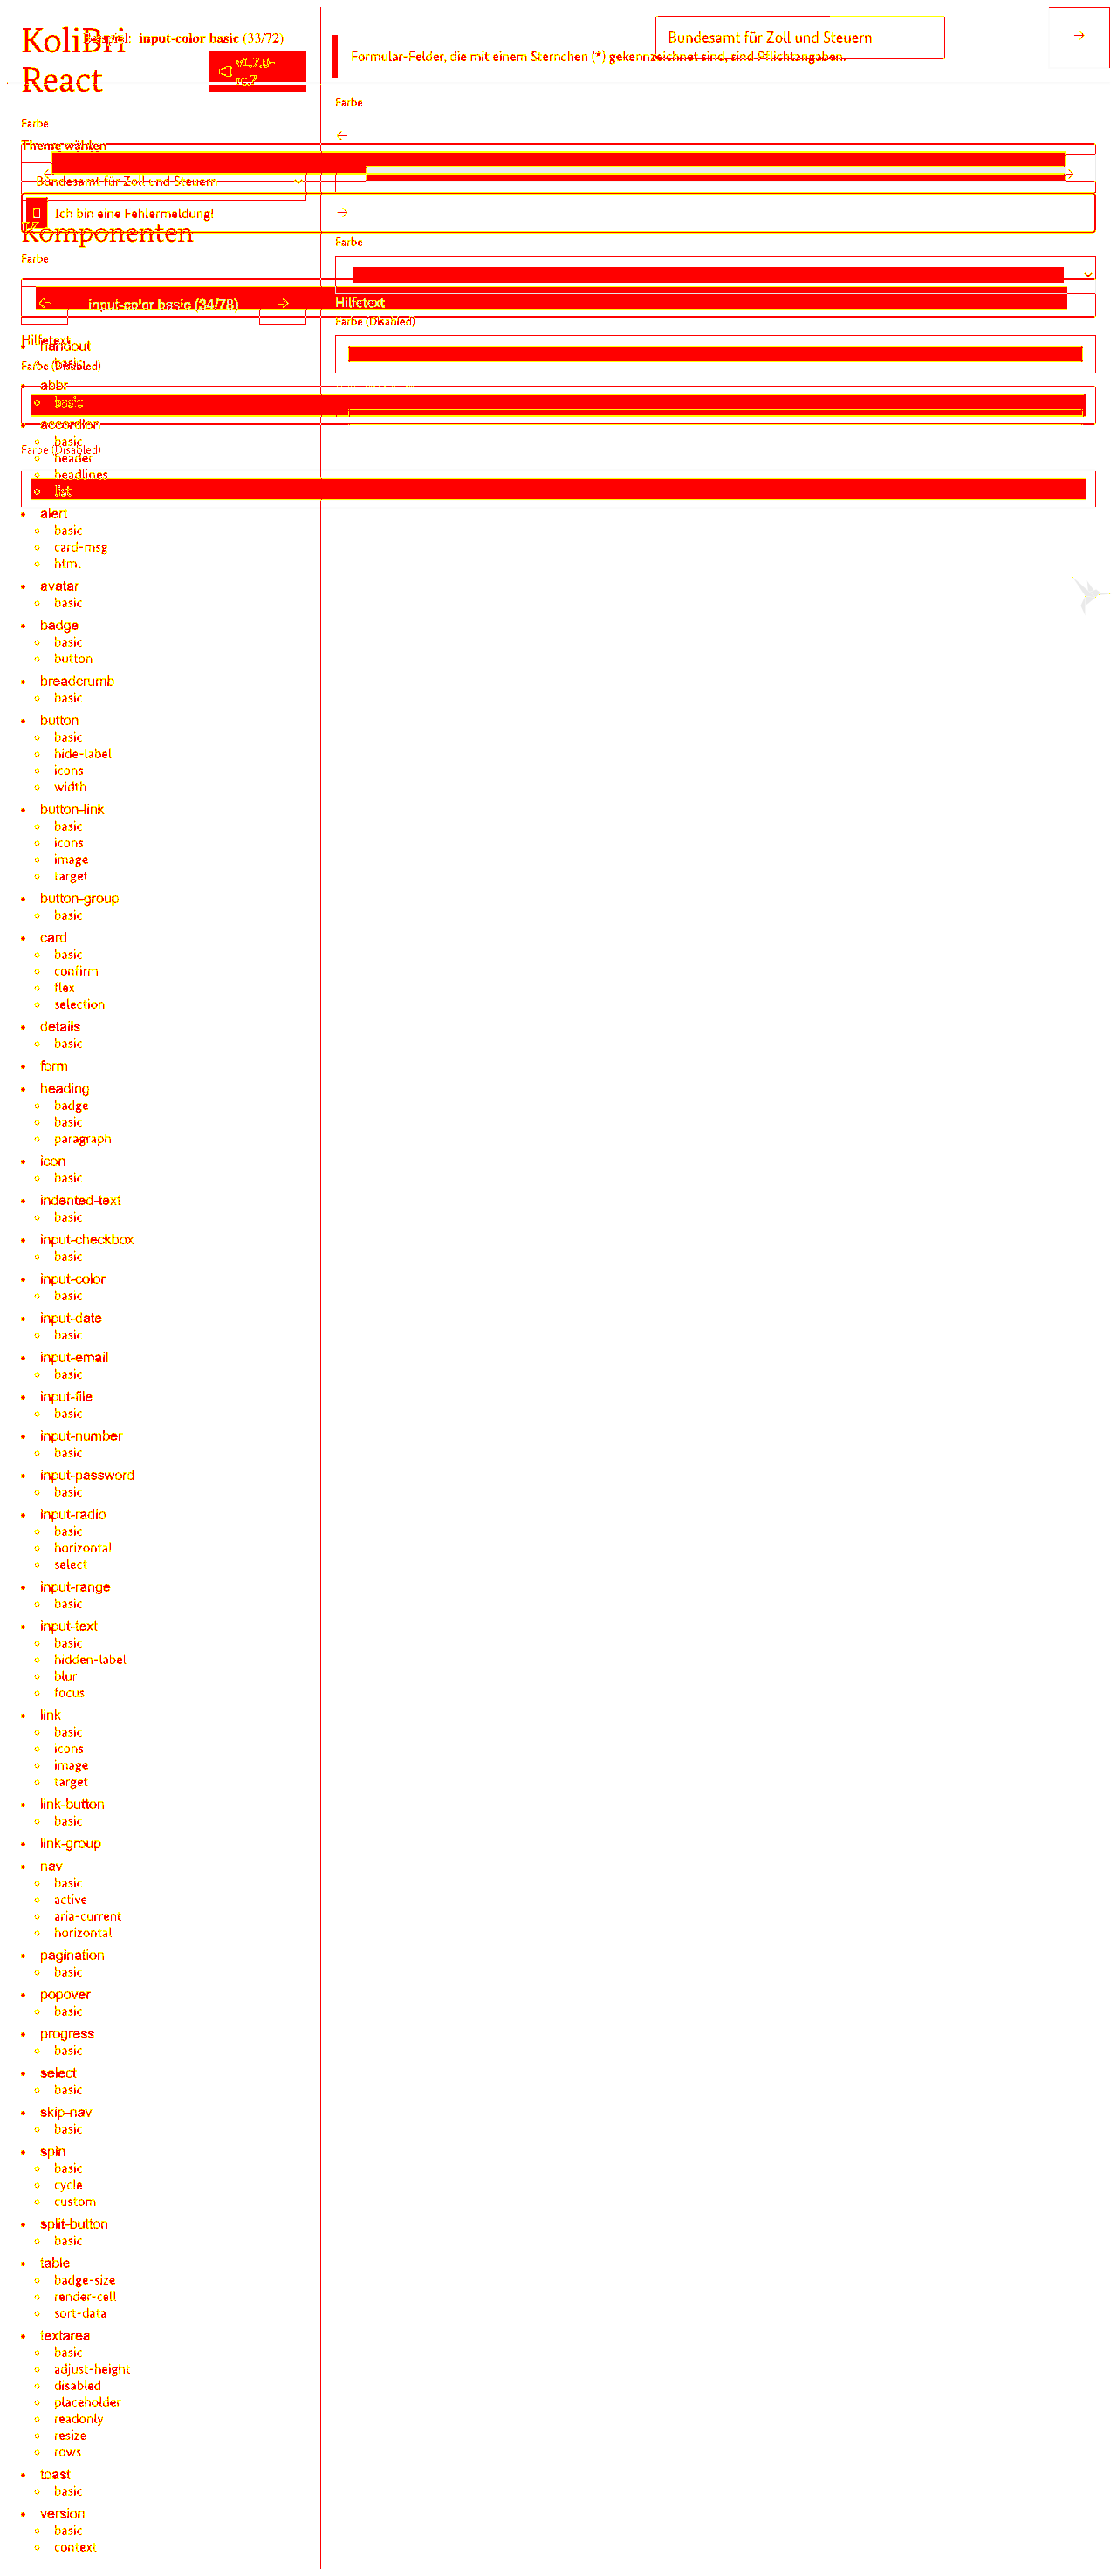 KoliBri
React
Beispiel: input-color basic (33/72)
v1.7.0-
rc.2
Bundesamt für Zoll und Steuern
Formular-Felder, die mit einem Sternchen (*) gekennzeichnet sind, sind Pflichtangaben.
Farbe
Farbe
Theme wählen
Bundesamt für Zoll und Steuern
Ich bin eine Fehlermeldung!
Komponenten
Farbe
Farbe
input-color basic (34/78)
Hilfetext
Farbe (Disabled)
Hilfetext
handout
basic
Farbe (Disabled)
abbr
basic
accordion
basic
Farbe (Disabled)
header
headlines
list
alert
basic
card-msg
html
avatar
basic
badge
basic
button
breadcrumb
basic
button
basic
hide-label
icons
width
button-link
basic
icons
image
target
button-group
basic
card
basic
confirm
flex
selection
details
basic
form
heading
badge
basic
paragraph
icon
basic
indented-text
basic
input-checkbox
basic
input-color
basic
input-date
basic
input-email
basic
input-file
basic
input-number
basic
input-password
basic
input-radio
basic
horizontal
select
input-range
basic
input-text
basic
hidden-label
blur
focus
link
basic
icons
image
target
link-button
basic
link-group
nav
basic
active
aria-current
horizontal
pagination
basic
popover
basic
progress
basic
select
basic
skip-nav
basic
spin
basic
cycle
custom
split-button
basic
table
badge-size
render-cell
sort-data
textarea
basic
adjust-height
disabled
placeholder
readonly
resize
rows
toast
basic
version
basic
context